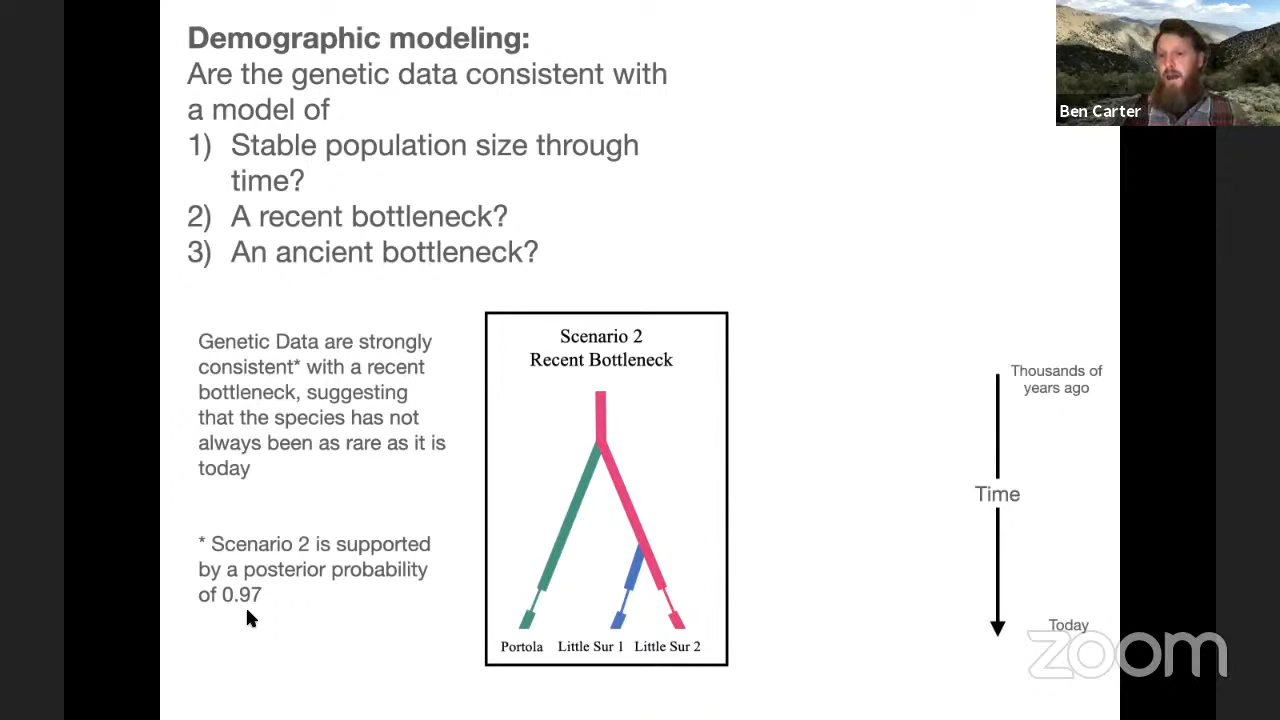 Demographic modeling:
Are the genetic data consistent with
a model of
1) Stable population size through
time?
2) A recent bottleneck?
3) An ancient bottleneck?
Ben Carter
Genetic Data are strongly
consistent* with a recent
bottleneck, suggesting
that the species has not
always been as rare as it is
today
* Scenario 2 is supported
by a posterior probability
of 0.97
Scenario 2
Recent Bottleneck
Portola Little Sur 1 Little Sur 2
Thousands of
years ago
Time
Today
zoom